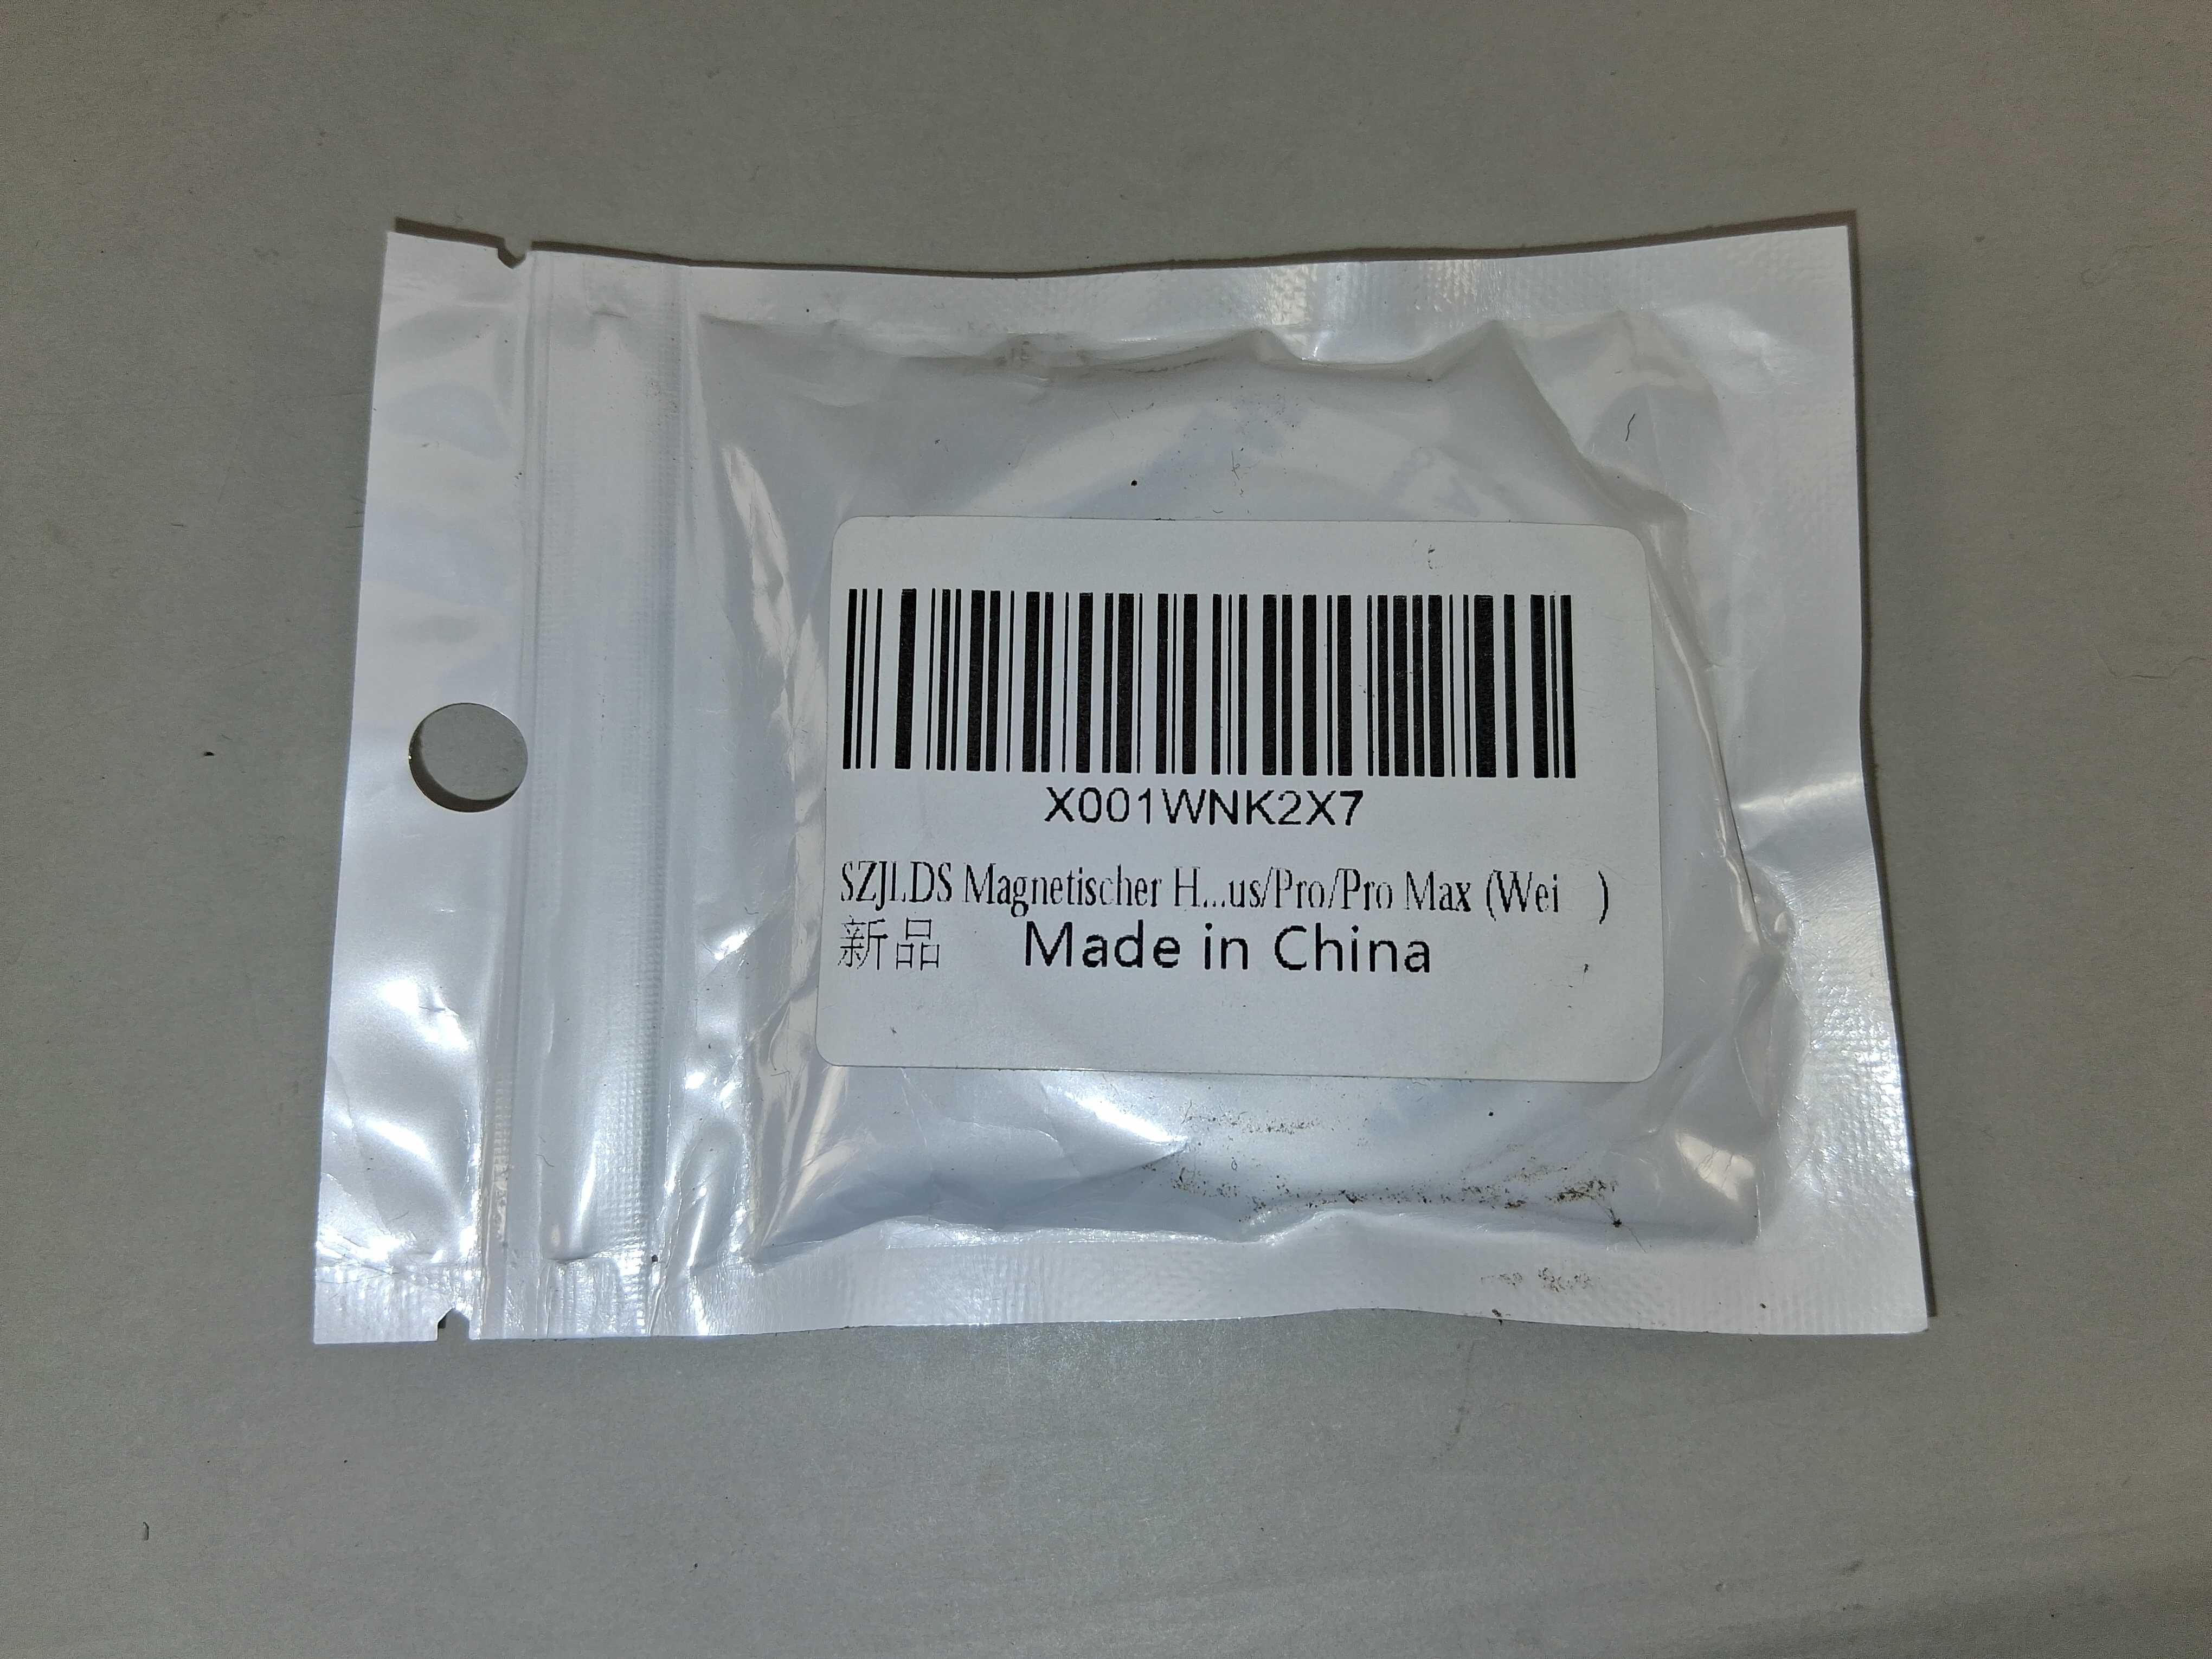 X001WNK2X7
SZJLDS Magnetischer H...us/Pro/Pro Max (Wei )
新品 Made in China